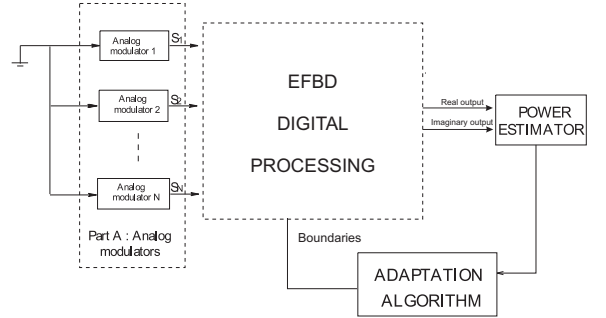 Analog
modulator 1
S1
Analog
modulator 2
S2
Analog
modulator N
SN
Part A : Analog
modulators
EFBD
DIGITAL
PROCESSING
Real output
Imaginary output
POWER
ESTIMATOR
Boundaries
ADAPTATION
ALGORITHM